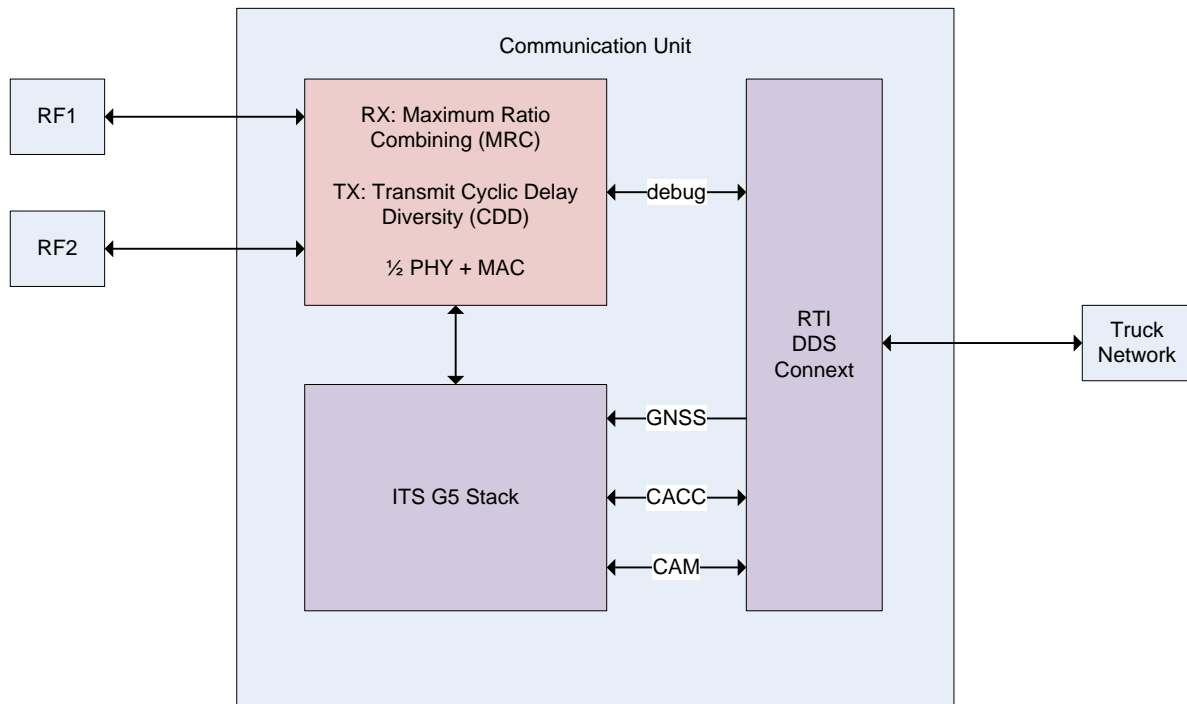 Communication Unit
RF1
RX: Maximum Ratio
Combining (MRC)
TX: Transmit Cyclic Delay
Diversity (CDD)
½ PHY + MAC
debug
RF2
RTI
DDS
Connext
Truck
Network
ITS G5 Stack
GNSS
CACC
CAM